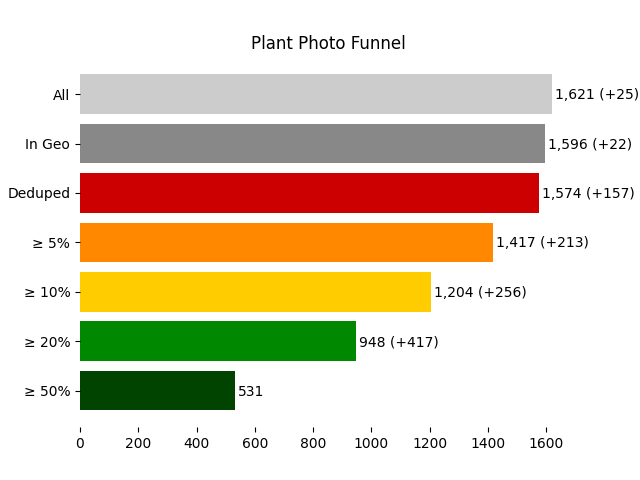 Plant Photo Funnel
All 1,621 (+25)
In Geo 1,596 (+22)
Deduped 1,574 (+157)
≥ 5% 1,417 (+213)
≥ 10% 1,204 (+256)
≥ 20% 948 (+417)
≥ 50% 531
0 200 400 600 800 1000 1200 1400 1600